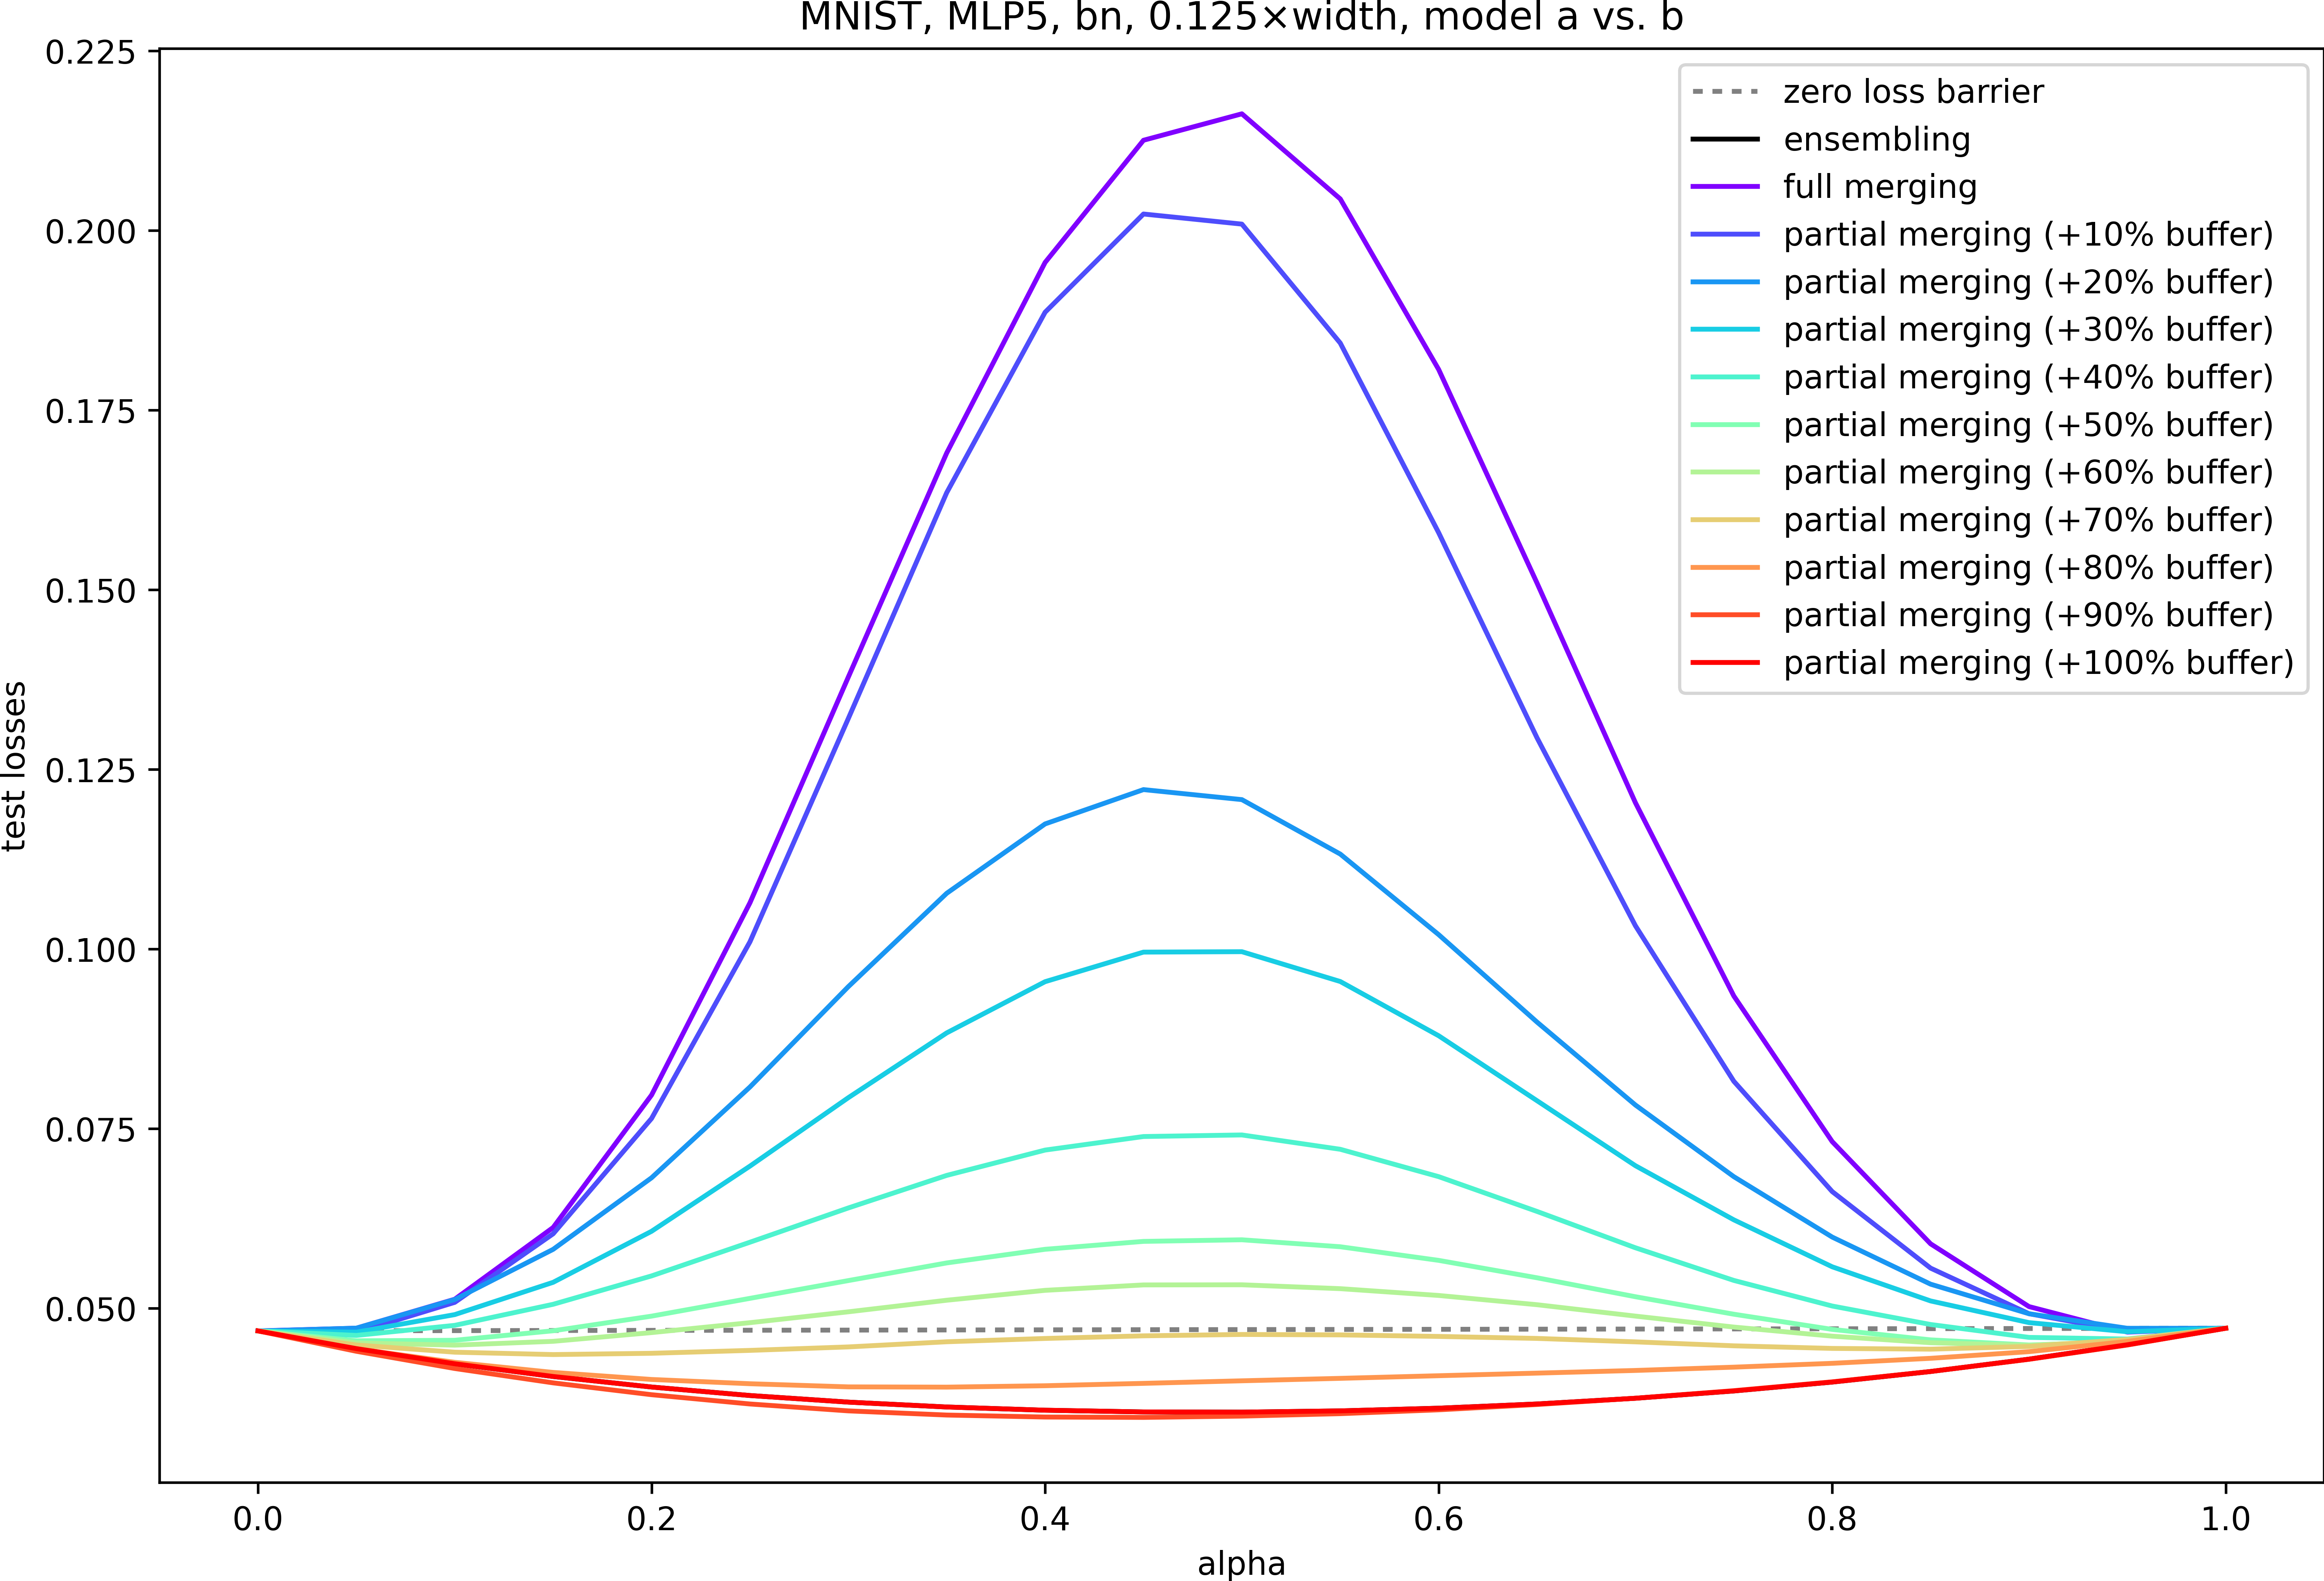 MNIST, MLP5, bn, 0.125×width, model a vs. b
0.225
0.200
0.175
0.150
0.125
0.100
0.075
0.050
test losses
zero loss barrier
ensembling
full merging
partial merging (+10% buffer)
partial merging (+20% buffer)
partial merging (+30% buffer)
partial merging (+40% buffer)
partial merging (+50% buffer)
partial merging (+60% buffer)
partial merging (+70% buffer)
partial merging (+80% buffer)
partial merging (+90% buffer)
partial merging (+100% buffer)
0.0 0.2 0.4 0.6 0.8 1.0
alpha